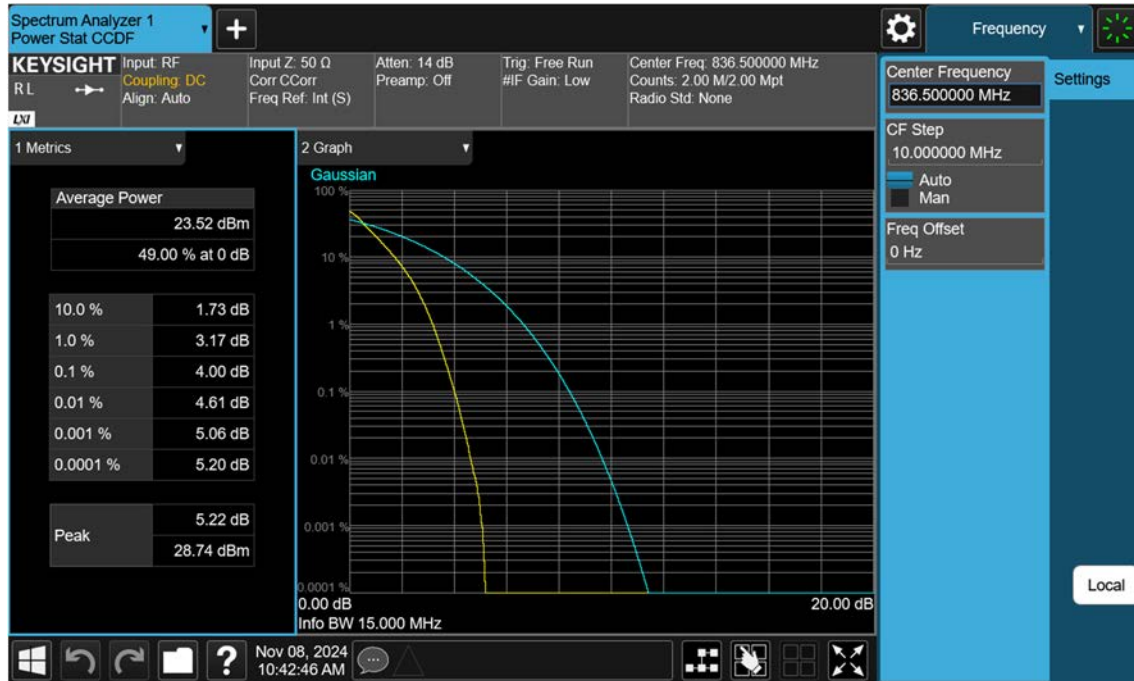 Spectrum Analyzer 1
Power Stat CCDF
Frequency
KEYSIGHT
R L
LXI
Input: RF
Coupling: DC
Align: Auto
Input Z: 50 Ω
Corr CCorr
Freq Ref: Int (S)
Atten: 14 dB
Preamp: Off
Trig: Free Run
#IF Gain: Low
Center Freq: 836.500000 MHz
Counts: 2.00 M/2.00 Mpt
Radio Std: None
Center Frequency
836.500000 MHz
Settings
CF Step
10.000000 MHz
Auto
Man
Freq Offset
0 Hz
Local
1 Metrics
Average Power
23.52 dBm
49.00 % at 0 dB
10.0 % 1.73 dB
1.0 % 3.17 dB
0.1 % 4.00 dB
0.01 % 4.61 dB
0.001 % 5.06 dB
0.0001 % 5.20 dB
Peak
5.22 dB
28.74 dBm
2 Graph
Gaussian
100 %
10 %
1 %
0.1 %
0.01 %
0.001 %
0.0001 %
0.00 dB 20.00 dB
Info BW 15.000 MHz
?
Nov 08, 2024
10:42:46 AM